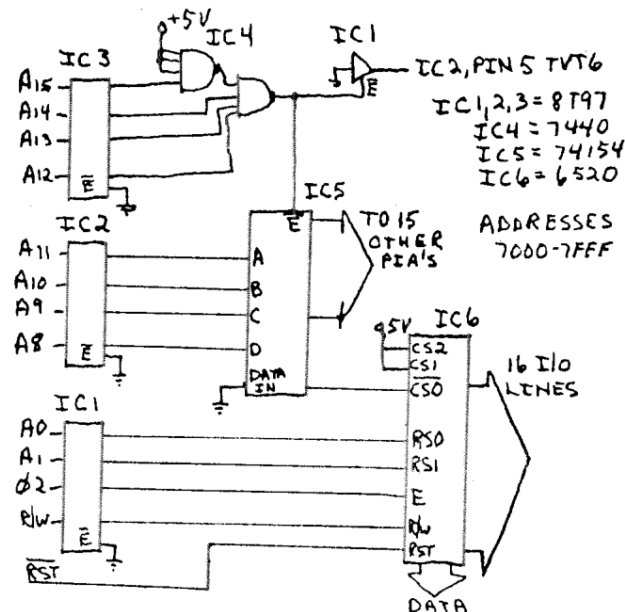 +5V
IC3
IC4
IC1
A15
A14
A13
A12
E
E
IC2, PIN 5 TVT6
IC1,2,3 = 8T97
IC4 = 7440
IC5 = 74154
IC6 = 6520
ADDRESSES
7000-7FFF
IC2
A11
A10
A9
A8
E
IC5
E
A
B
C
D
DATA
IN
TO 15
OTHER
PIA'S
+5V
IC6
CS2
CS1
CS0
RS0
RS1
E
R/W
RST
16 I/O
LINES
IC1
A0
A1
Ø2
R/W
E
RST
DATA